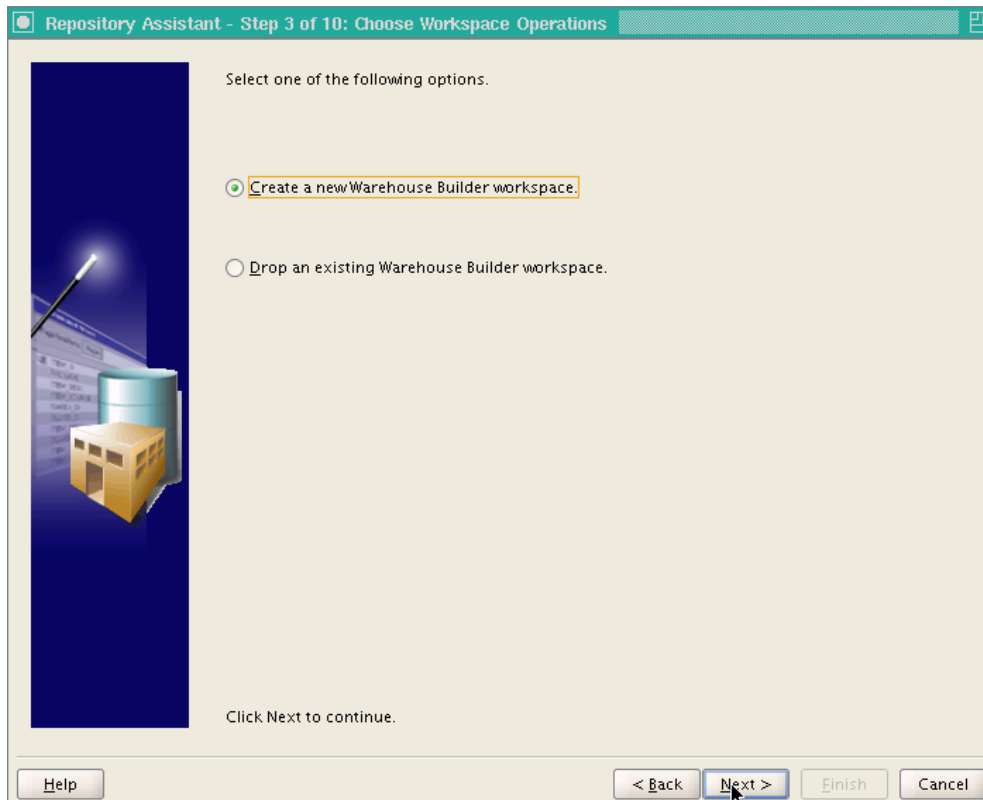 Repository Assistant - Step 3 of 10: Choose Workspace Operations
Select one of the following options.
Create a new Warehouse Builder workspace.
Drop an existing Warehouse Builder workspace.
Click Next to continue.
Help
< Back
Next >
Finish
Cancel